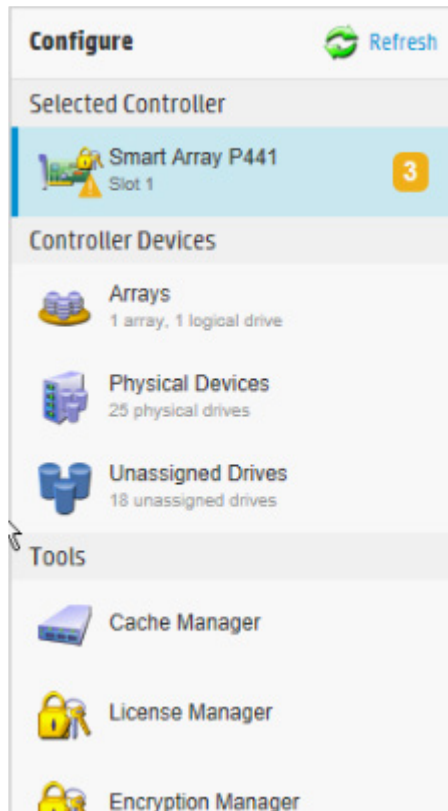 Configure Refresh
Selected Controller
Smart Array P441
Slot 1
3
Controller Devices
Arrays
1 array, 1 logical drive
Physical Devices
25 physical drives
Unassigned Drives
18 unassigned drives
Tools
Cache Manager
License Manager
Encryption Manager